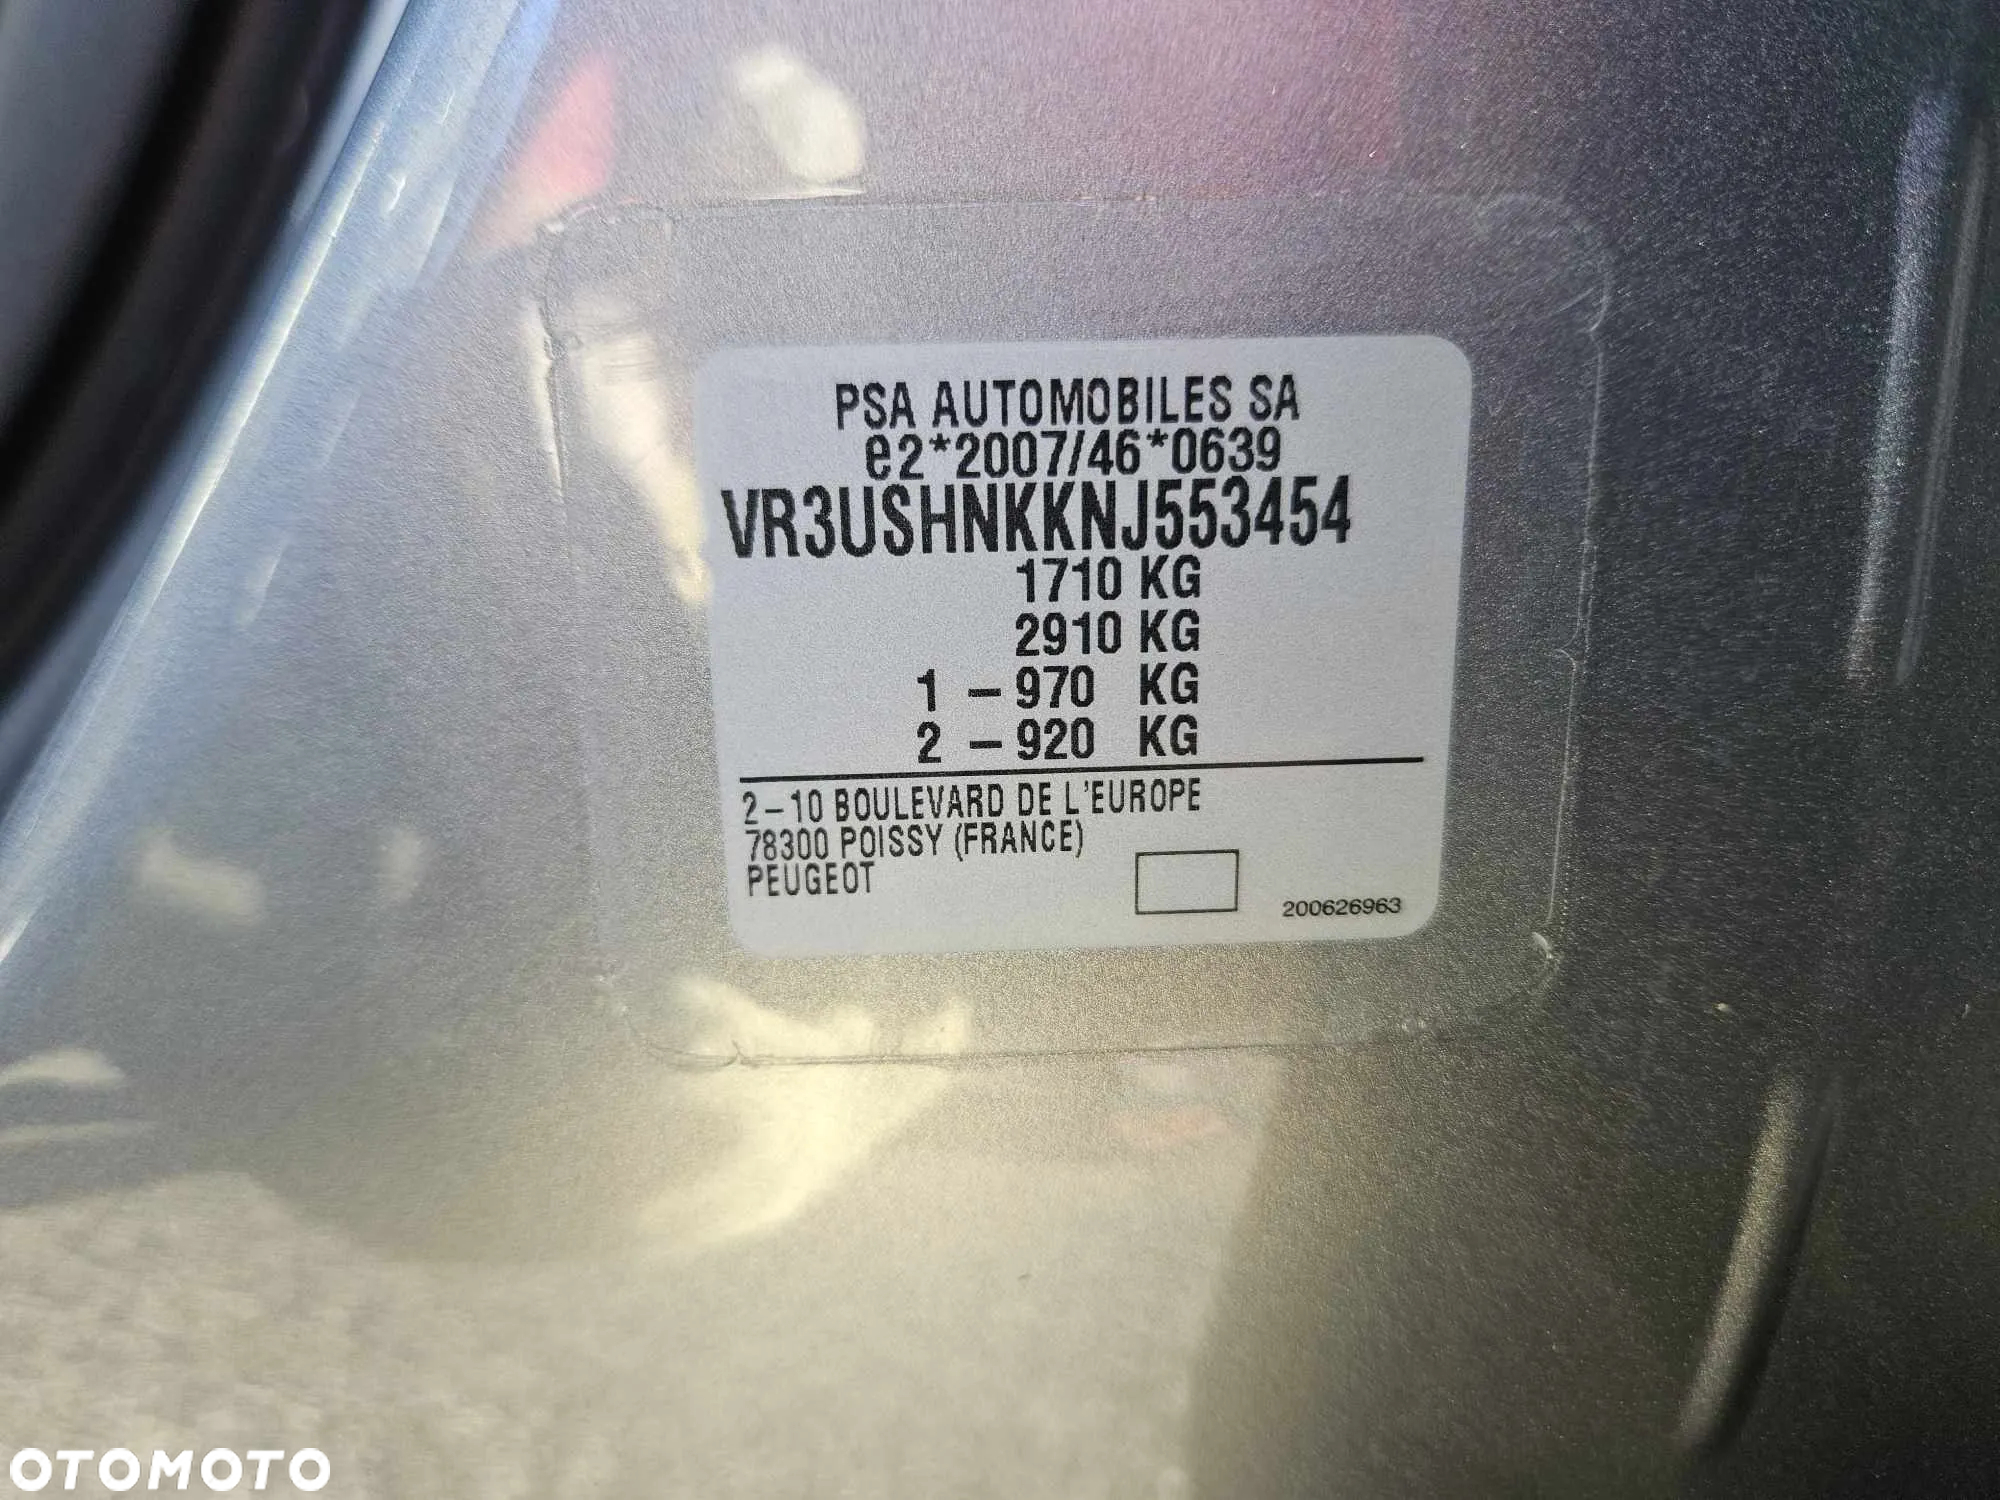 PSA AUTOMOBILES SA
e2*2007/46*0639
VR3USHNKKNJ553454
1710 KG
2910 KG
1 – 970 KG
2 – 920 KG
2–10 BOULEVARD DE L'EUROPE
78300 POISSY (FRANCE)
PEUGEOT
200626963
OTOMOTO